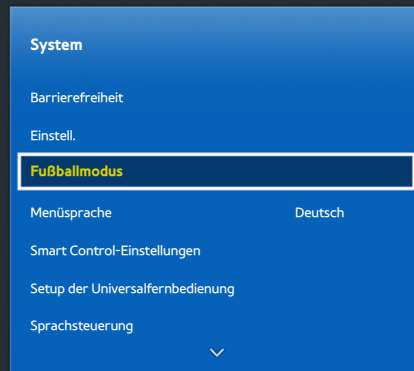 System
Barrierefreiheit
Einstell.
Fußballmodus
Menüsprache Deutsch
Smart Control-Einstellungen
Setup der Universalfernbedienung
Sprachsteuerung